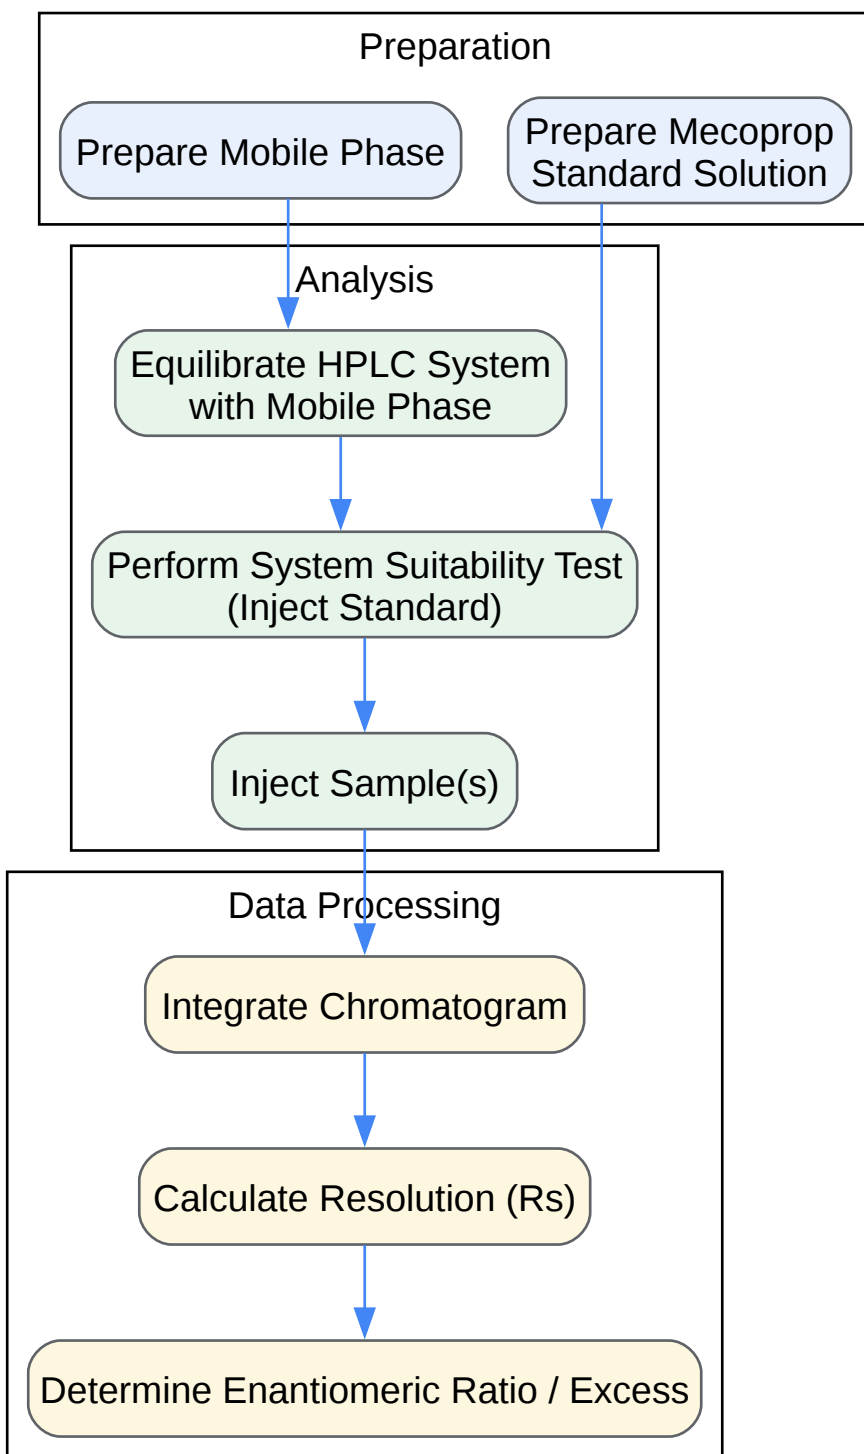 Preparation
Prepare Mobile Phase
Prepare Mecoprop
Standard Solution
Analysis
Equilibrate HPLC System
with Mobile Phase
Perform System Suitability Test
(Inject Standard)
Inject Sample(s)
Data Processing
Integrate Chromatogram
Calculate Resolution (Rs)
Determine Enantiomeric Ratio / Excess